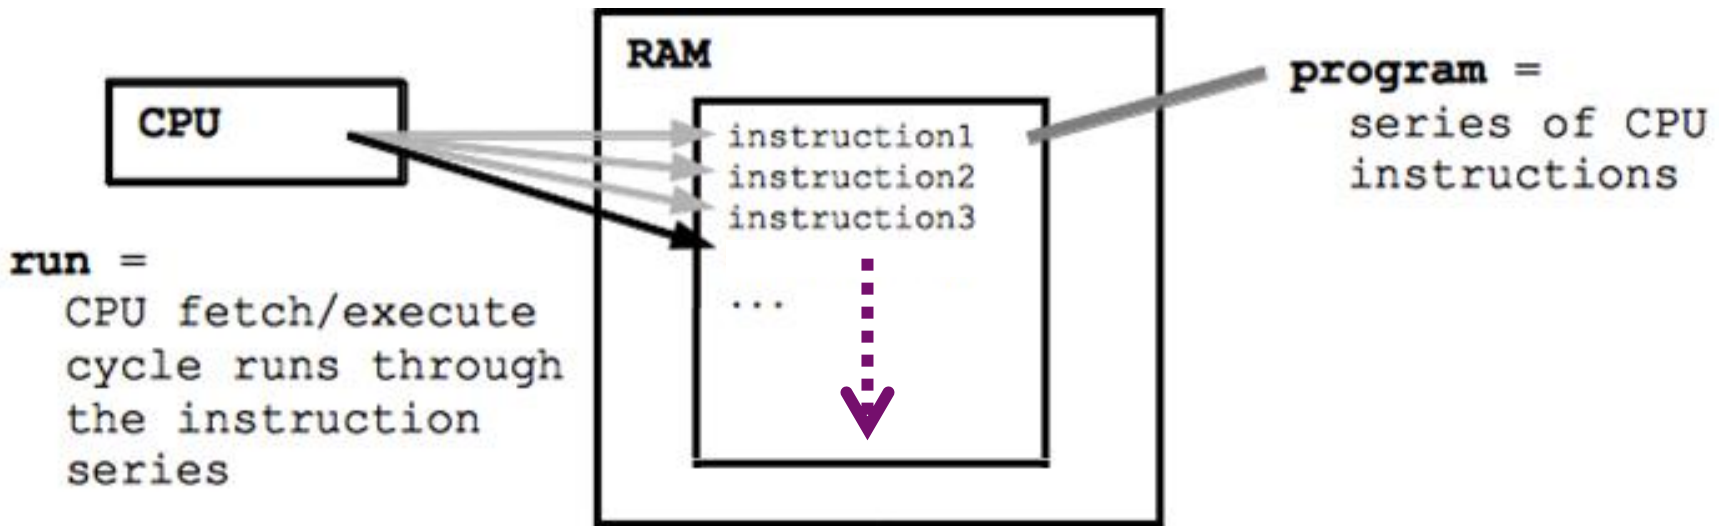 RAM
CPU
instruction1
instruction2
instruction3
...
program =
series of CPU
instructions
run =
CPU fetch/execute
cycle runs through
the instruction
series